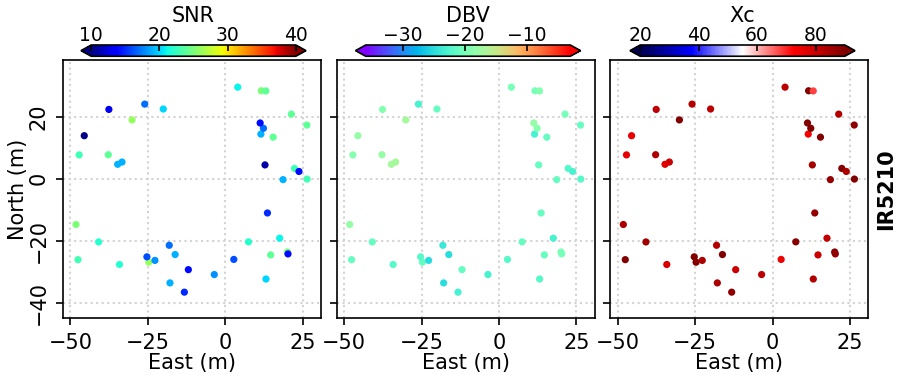 SNR DBV Xc
10 20 30 40 −30 −20 −10 20 40 60 80
20
0
−20
−40
North (m)
IR5210
−50 −25 0 25 −50 −25 0 25 −50 −25 0 25
East (m) East (m) East (m)